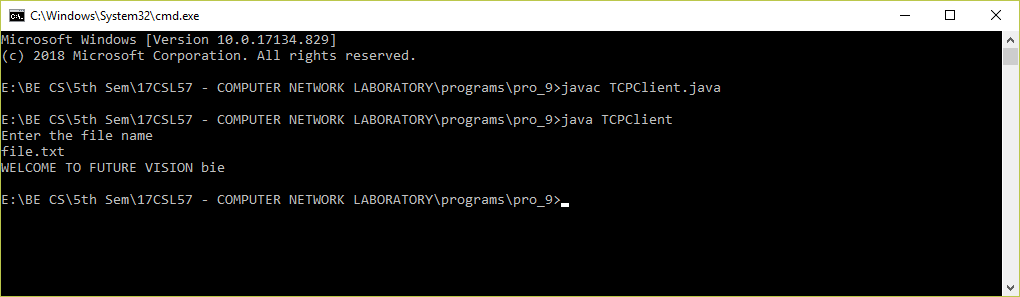 C:\Windows\System32\cmd.exe
Microsoft Windows [Version 10.0.17134.829]
(c) 2018 Microsoft Corporation. All rights reserved.
E:\BE CS\5th Sem\17CSL57 - COMPUTER NETWORK LABORATORY\programs\pro_9>javac TCPClient.java
E:\BE CS\5th Sem\17CSL57 - COMPUTER NETWORK LABORATORY\programs\pro_9>java TCPClient
Enter the file name
file.txt
WELCOME TO FUTURE VISION bie
E:\BE CS\5th Sem\17CSL57 - COMPUTER NETWORK LABORATORY\programs\pro_9>